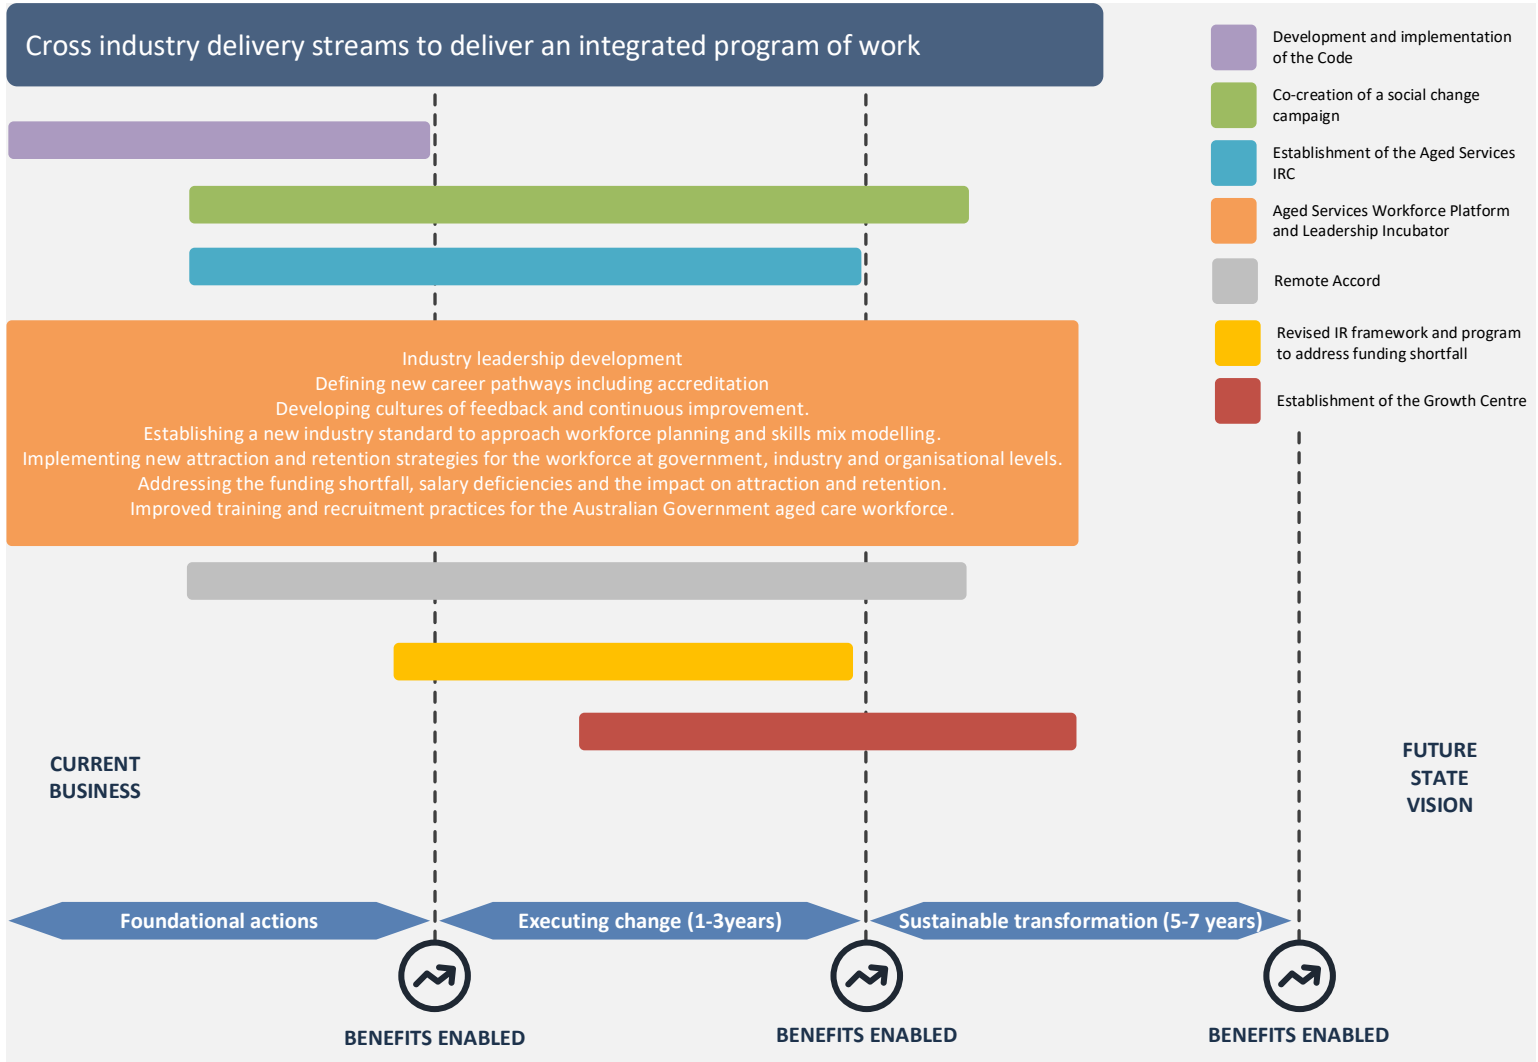 Cross industry delivery streams to deliver an integrated program of work
Development and implementation
of the Code
Co-creation of a social change
campaign
Establishment of the Aged Services
IRC
Aged Services Workforce Platform
and Leadership Incubator
Remote Accord
Revised IR framework and program
to address funding shortfall
Establishment of the Growth Centre
Industry leadership development
Defining new career pathways including accreditation
Developing cultures of feedback and continuous improvement.
Establishing a new industry standard to approach workforce planning and skills mix modelling.
Implementing new attraction and retention strategies for the workforce at government, industry and organisational levels.
Addressing the funding shortfall, salary deficiencies and the impact on attraction and retention.
Improved training and recruitment practices for the Australian Government aged care workforce.
CURRENT
BUSINESS
FUTURE
STATE
VISION
Foundational actions
Executing change (1-3years)
Sustainable transformation (5-7 years)
BENEFITS ENABLED
BENEFITS ENABLED
BENEFITS ENABLED